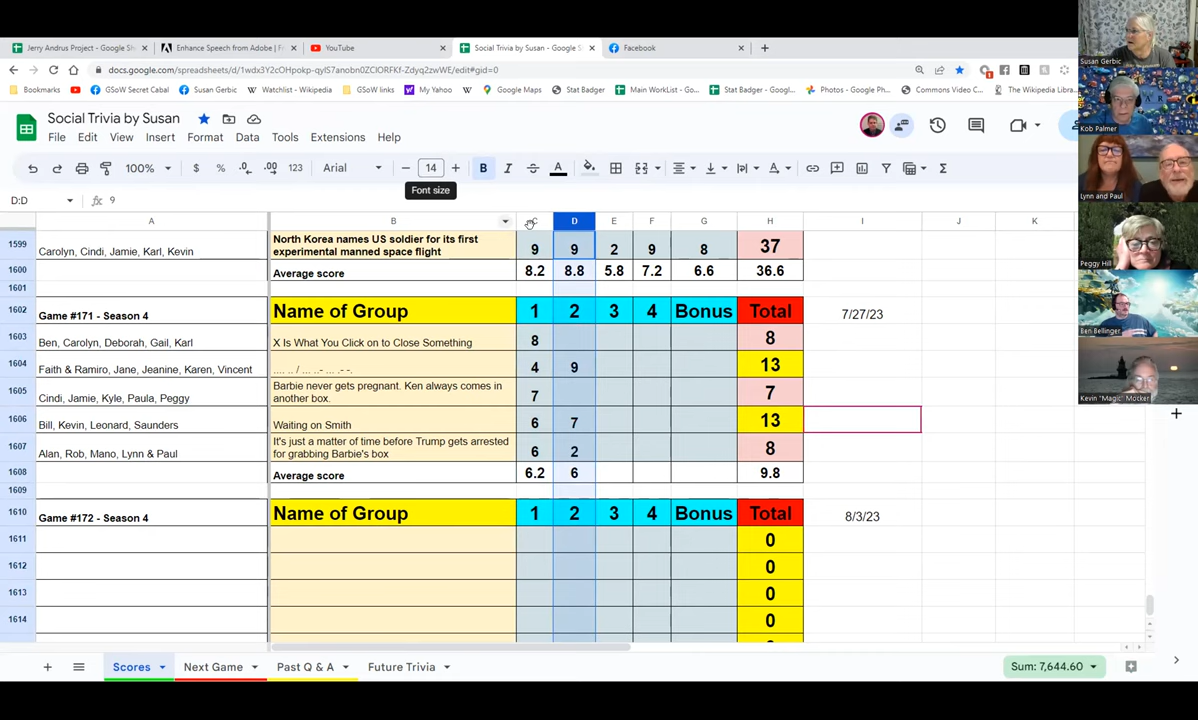 Jerry Andrus Project - Google Sh
Enhance Speech from Adobe | F
YouTube
Social Trivia by Susan - Google S
Facebook
docs.google.com/spreadsheets/d/1wdx3Y2cOHpokp-qyIS7anobn0ZClORFKf-Zdyq2zwWE/edit#gid=0
Bookmarks
GSoW Secret Cabal
Susan Gerbic
Watchlist - Wikipedia
GSoW links
My Yahoo
Google Maps
Stat Badger
Main WorkList - Go...
Stat Badger - Googl...
Photos - Google Ph...
Commons Video C...
The Wikipedia Libra
Social Trivia by Susan
File Edit View Insert Format Data Tools Extensions Help
100% $ % .0 .00 123 Arial 14 B I A
Font size
D:D fx 9
A B C D E F G H I J K
1599 Carolyn, Cindi, Jamie, Karl, Kevin North Korea names US soldier for its first experimental manned space flight 9 9 2 9 8 37
1600 Average score 8.2 8.8 5.8 7.2 6.6 36.6
1601
1602 Game #171 - Season 4 Name of Group 1 2 3 4 Bonus Total 7/27/23
1603 Ben, Carolyn, Deborah, Gail, Karl X Is What You Click on to Close Something 8 8
1604 Faith & Ramiro, Jane, Jeanine, Karen, Vincent .... .. / ... ..- ... .- -. 4 9 13
1605 Cindi, Jamie, Kyle, Paula, Peggy Barbie never gets pregnant. Ken always comes in another box. 7 7
1606 Bill, Kevin, Leonard, Saunders Waiting on Smith 6 7 13
1607 Alan, Rob, Mano, Lynn & Paul It's just a matter of time before Trump gets arrested for grabbing Barbie's box 6 2 8
1608 Average score 6.2 6 9.8
1609
1610 Game #172 - Season 4 Name of Group 1 2 3 4 Bonus Total 8/3/23
1611 0
1612 0
1613 0
1614 0
Scores Next Game Past Q & A Future Trivia Sum: 7,644.60
Susan Gerbic
Kob Palmer
Lynn and Paul
Peggy Hill
Ben Bellinger
Kevin "Magic" Mocker